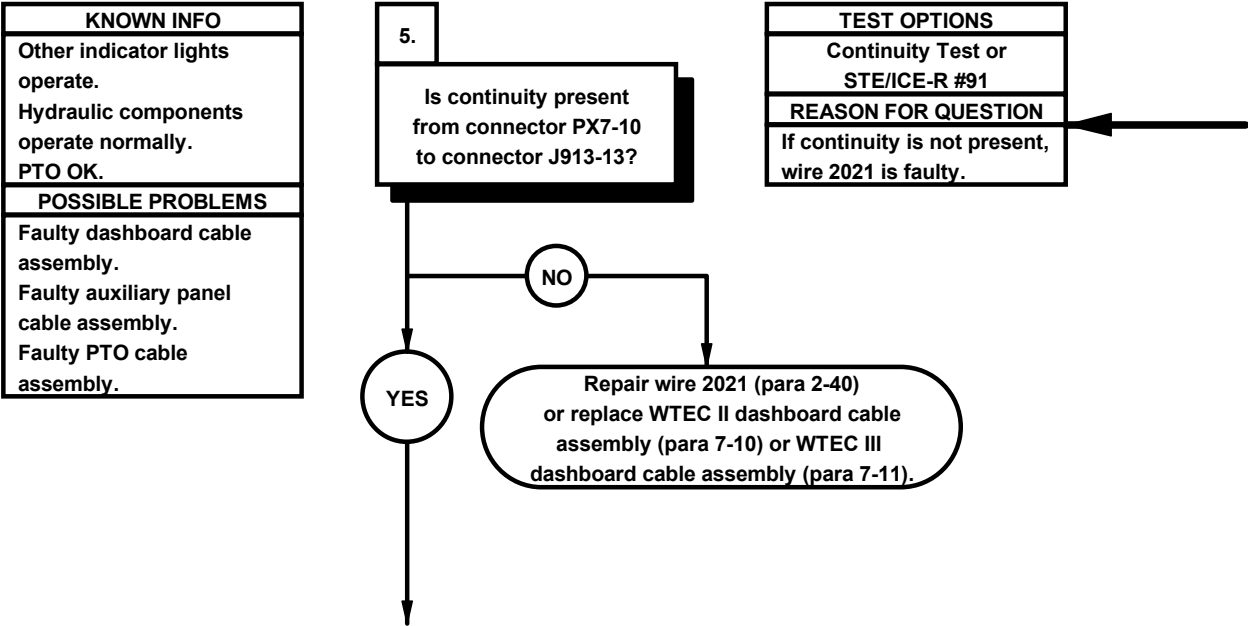 KNOWN INFO
Other indicator lights
operate.
Hydraulic components
operate normally.
PTO OK.
POSSIBLE PROBLEMS
Faulty dashboard cable
assembly.
Faulty auxiliary panel
cable assembly.
Faulty PTO cable
assembly.
5.
Is continuity present
from connector PX7-10
to connector J913-13?
TEST OPTIONS
Continuity Test or
STE/ICE-R #91
REASON FOR QUESTION
If continuity is not present,
wire 2021 is faulty.
NO
YES
Repair wire 2021 (para 2-40)
or replace WTEC II dashboard cable
assembly (para 7-10) or WTEC III
dashboard cable assembly (para 7-11).